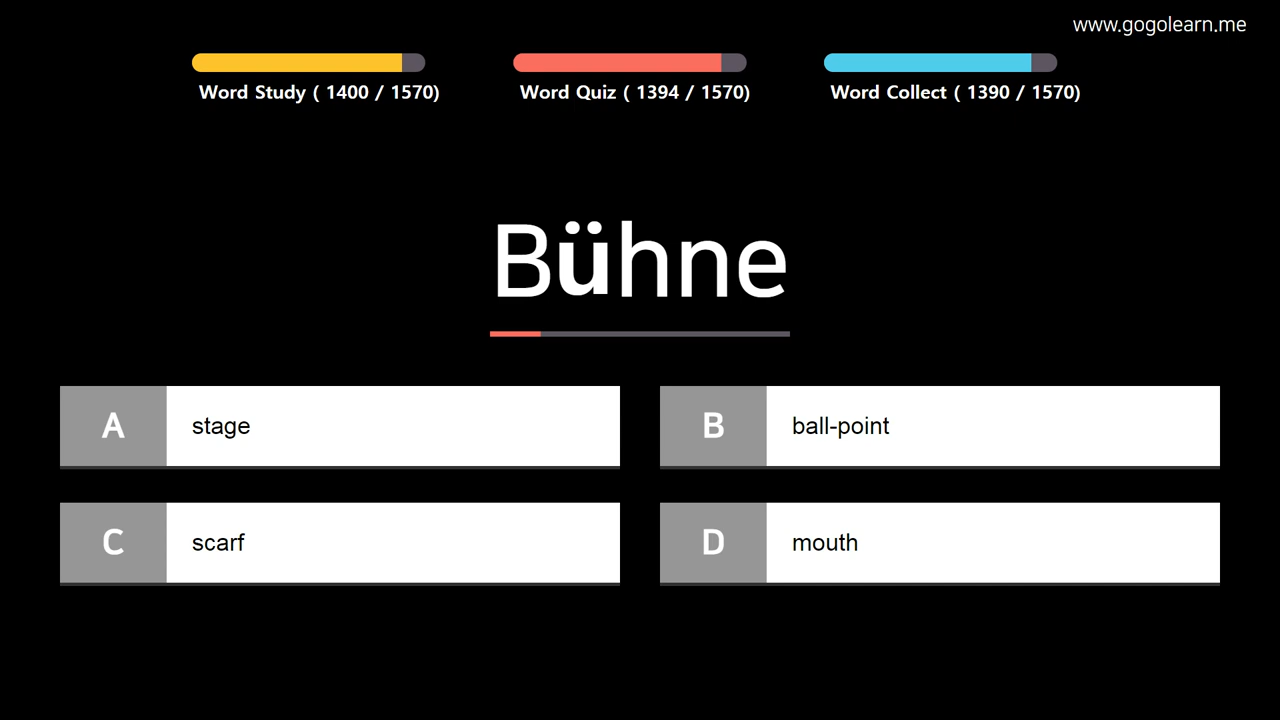 www.gogolearn.me
Word Study ( 1400 / 1570)
Word Quiz ( 1394 / 1570)
Word Collect ( 1390 / 1570)
Bühne
A stage
B ball-point
C scarf
D mouth